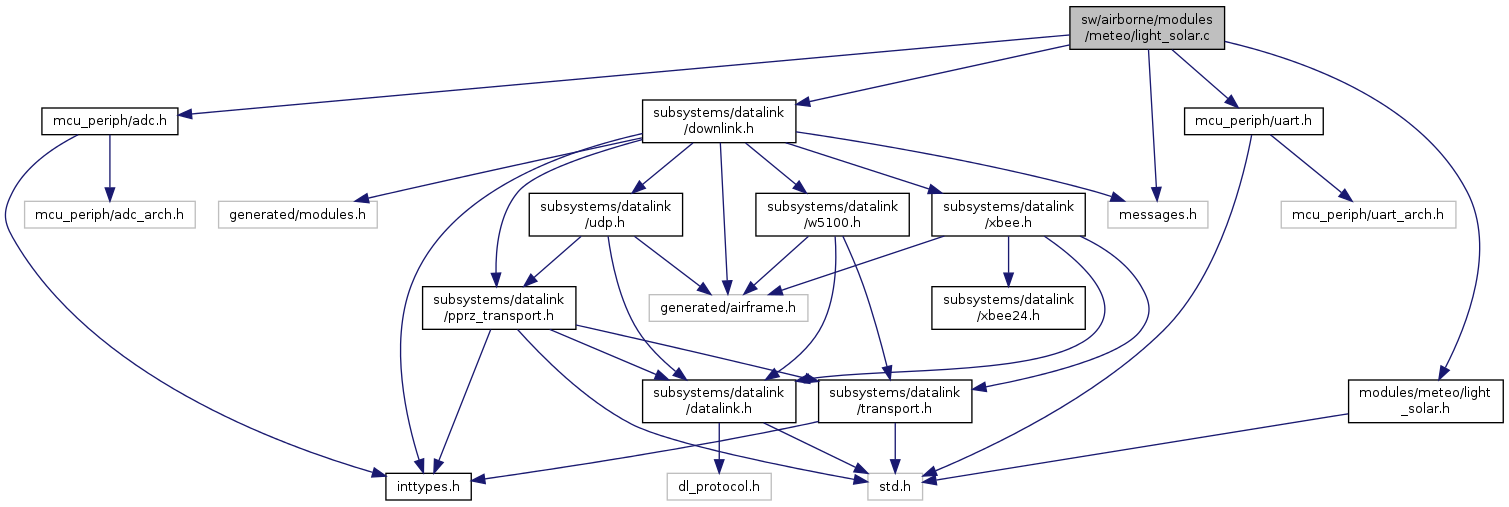 sw/airborne/modules
/meteo/light_solar.c
mcu_periph/adc.h
subsystems/datalink
/downlink.h
mcu_periph/uart.h
mcu_periph/adc_arch.h
generated/modules.h
subsystems/datalink
/udp.h
subsystems/datalink
/w5100.h
subsystems/datalink
/xbee.h
messages.h
mcu_periph/uart_arch.h
subsystems/datalink
/pprz_transport.h
generated/airframe.h
subsystems/datalink
/xbee24.h
subsystems/datalink
/datalink.h
subsystems/datalink
/transport.h
modules/meteo/light
_solar.h
inttypes.h
dl_protocol.h
std.h